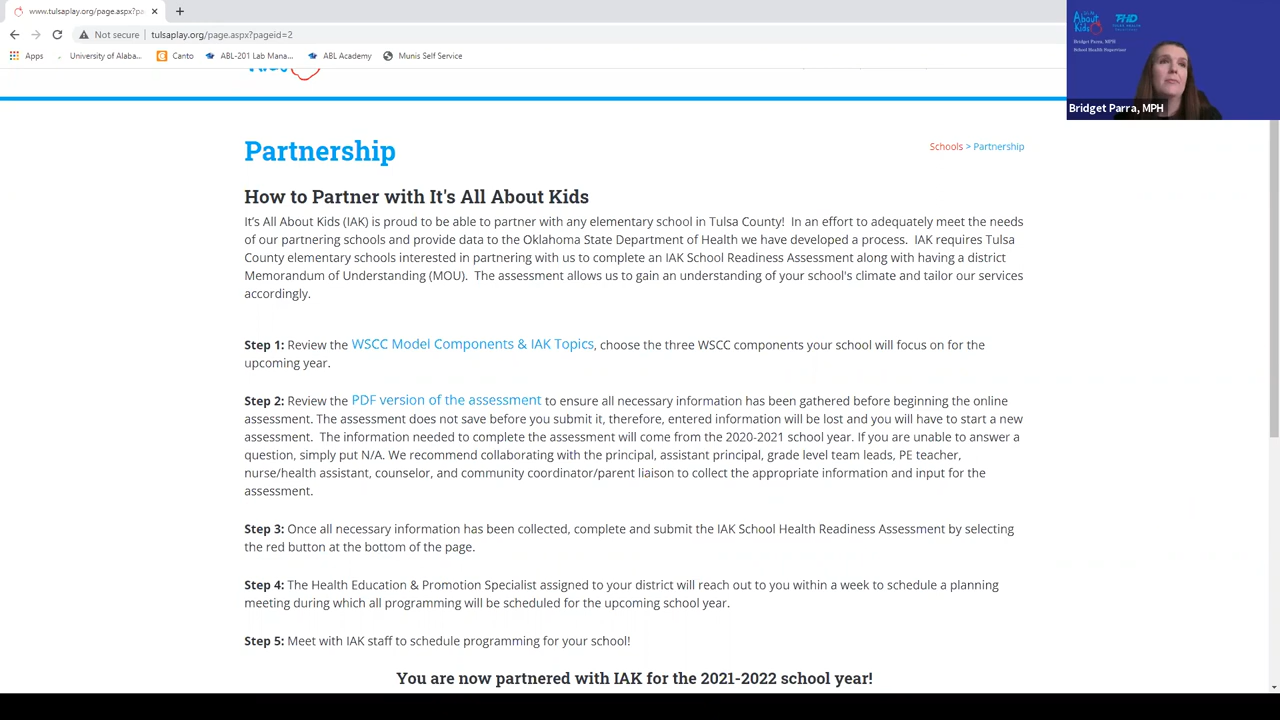 www.tulsaplay.org/page.aspx?pa
Not secure | tulsaplay.org/page.aspx?pageid=2
Apps University of Alaba... Canto ABL-201 Lab Mana... ABL Academy Munis Self Service
About Kids THD
Bridget Parra, MPH
School Health Supervisor
Bridget Parra, MPH
Partnership
Schools > Partnership
How to Partner with It's All About Kids
It's All About Kids (IAK) is proud to be able to partner with any elementary school in Tulsa County! In an effort to adequately meet the needs
of our partnering schools and provide data to the Oklahoma State Department of Health we have developed a process. IAK requires Tulsa
County elementary schools interested in partnering with us to complete an IAK School Readiness Assessment along with having a district
Memorandum of Understanding (MOU). The assessment allows us to gain an understanding of your school's climate and tailor our services
accordingly.
Step 1: Review the WSCC Model Components & IAK Topics, choose the three WSCC components your school will focus on for the
upcoming year.
Step 2: Review the PDF version of the assessment to ensure all necessary information has been gathered before beginning the online
assessment. The assessment does not save before you submit it, therefore, entered information will be lost and you will have to start a new
assessment. The information needed to complete the assessment will come from the 2020-2021 school year. If you are unable to answer a
question, simply put N/A. We recommend collaborating with the principal, assistant principal, grade level team leads, PE teacher,
nurse/health assistant, counselor, and community coordinator/parent liaison to collect the appropriate information and input for the
assessment.
Step 3: Once all necessary information has been collected, complete and submit the IAK School Health Readiness Assessment by selecting
the red button at the bottom of the page.
Step 4: The Health Education & Promotion Specialist assigned to your district will reach out to you within a week to schedule a planning
meeting during which all programming will be scheduled for the upcoming school year.
Step 5: Meet with IAK staff to schedule programming for your school!
You are now partnered with IAK for the 2021-2022 school year!